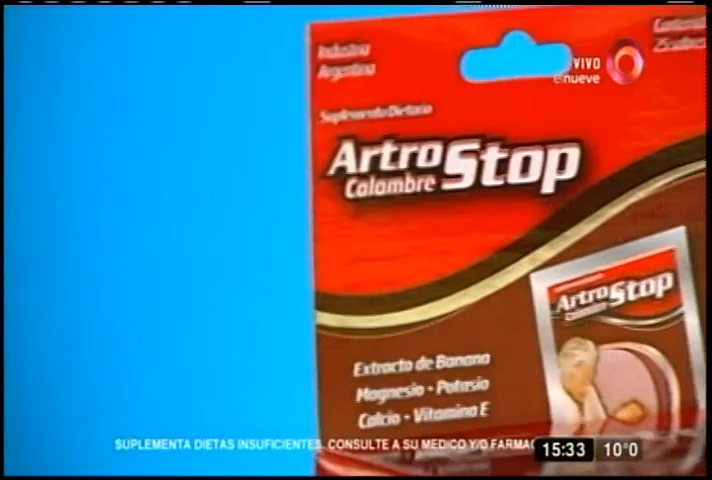 Industria
Argentina
VIVO
elnueve
Suplemento Dietario
Artro Stop
Calambre
Artro Stop
Calambre
Extracto de Banana
Magnesio - Potasio
Calcio - Vitamina E
SUPLEMENTA DIETAS INSUFICIENTES. CONSULTE A SU MEDICO Y/O FARMAC
15:33 10°0